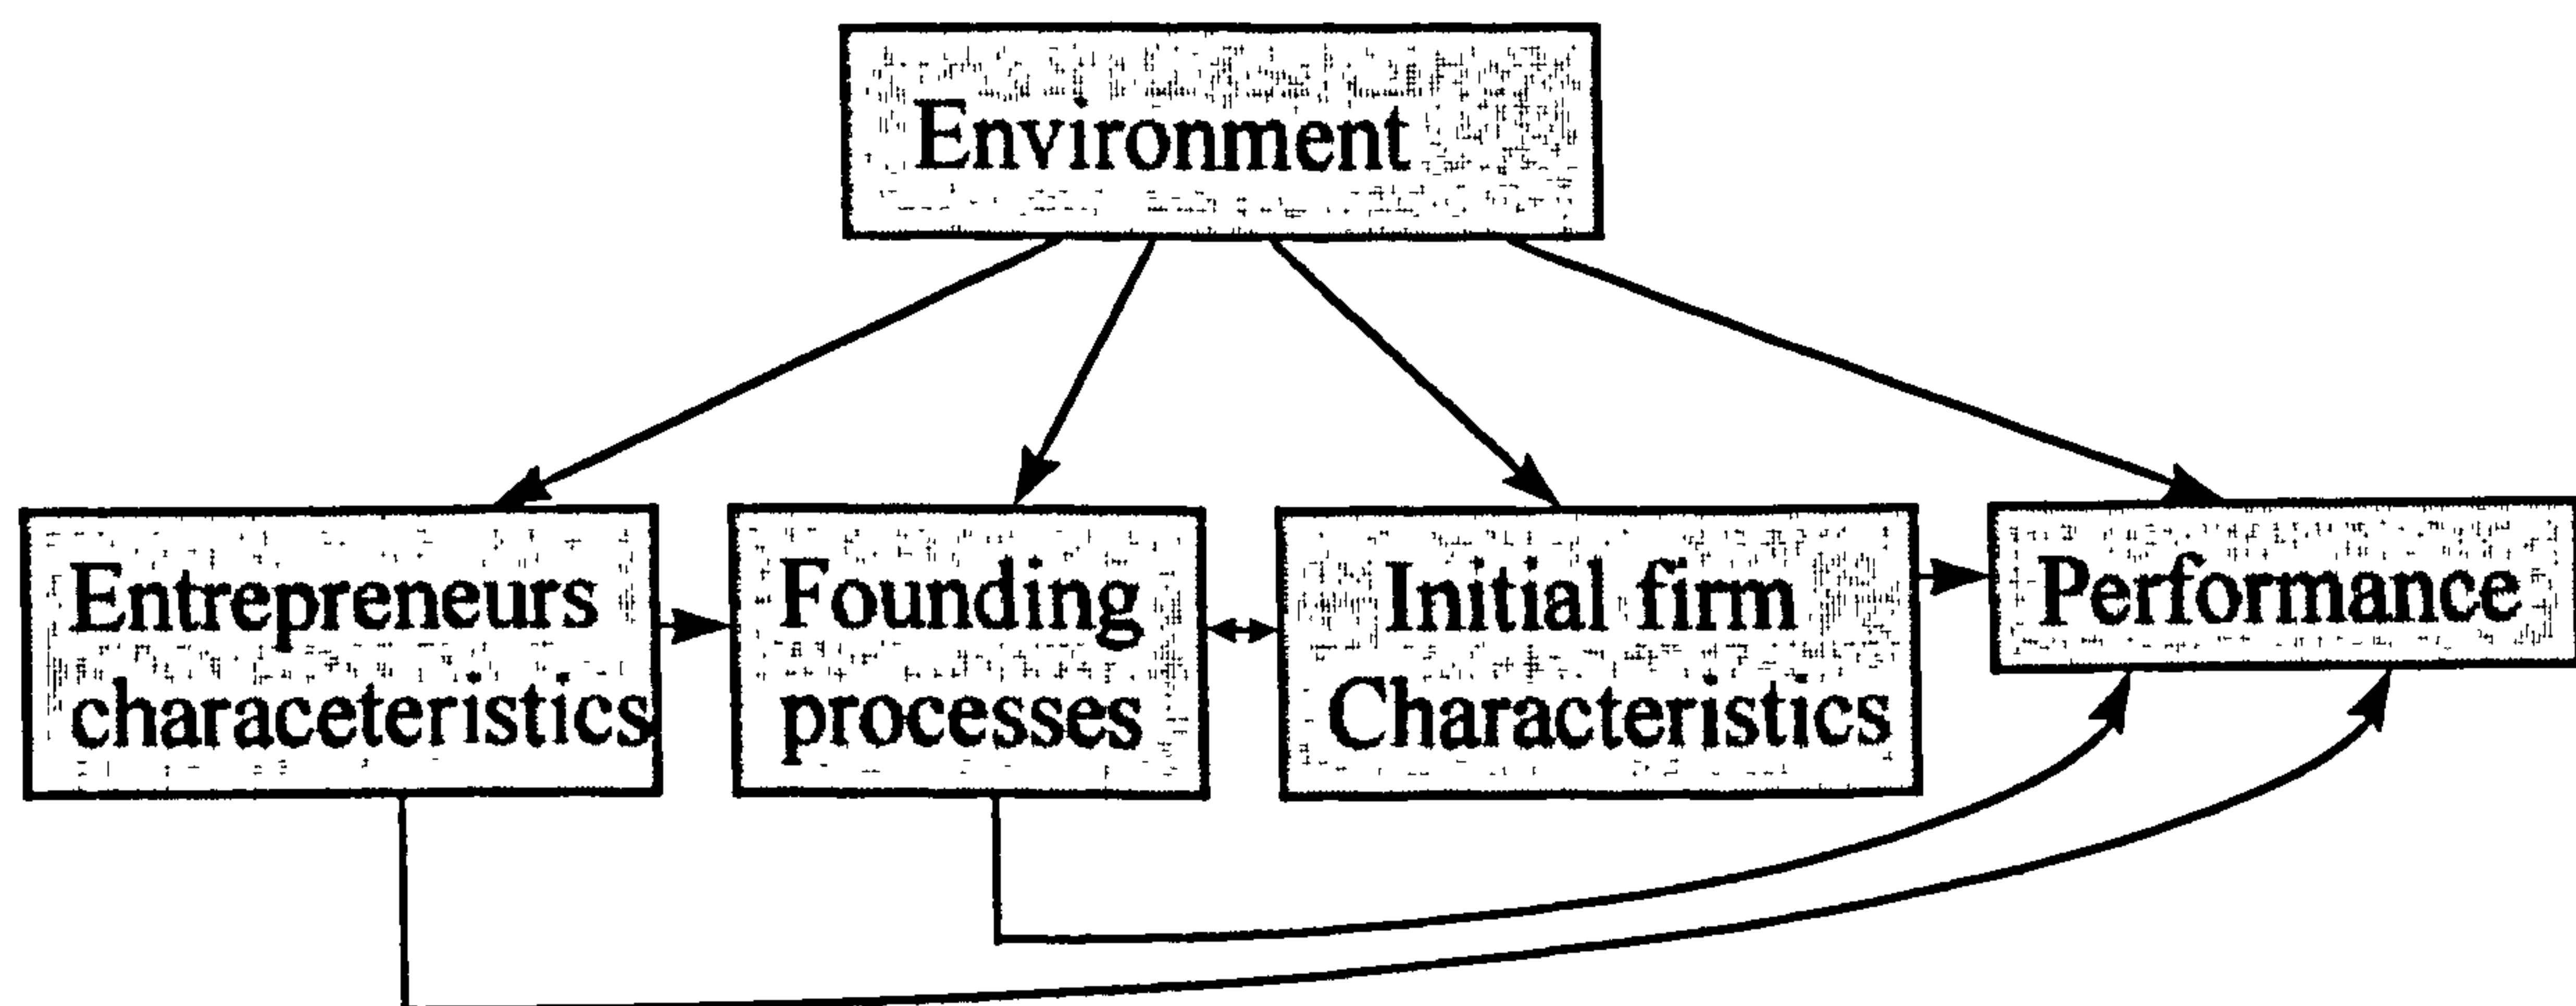 Environment
Entrepreneurs
characeteristics
Founding
processes
Initial firm
Characteristics
Performance